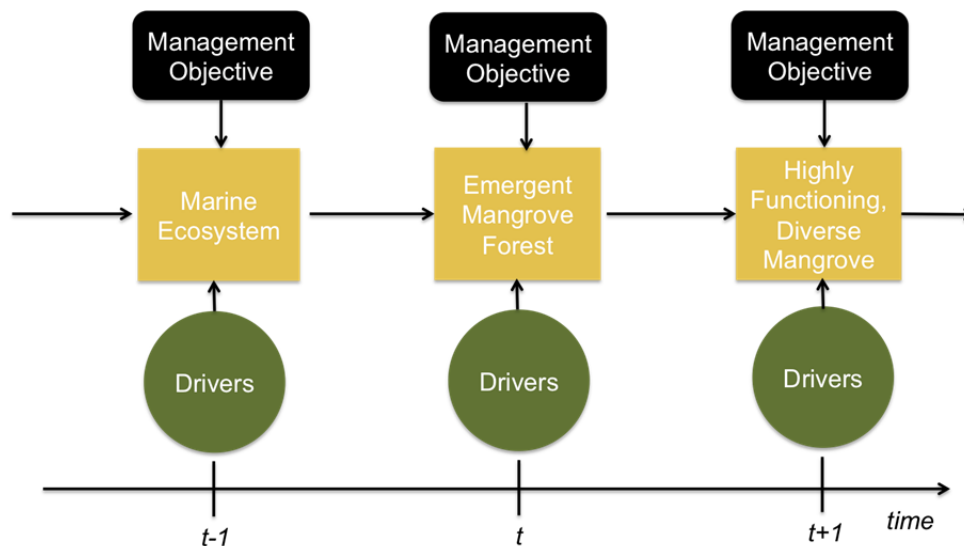 Management
Objective
Management
Objective
Management
Objective
Marine
Ecosystem
Emergent
Mangrove
Forest
Highly
Functioning,
Diverse
Mangrove
Drivers
Drivers
Drivers
t-1
t
t+1
time